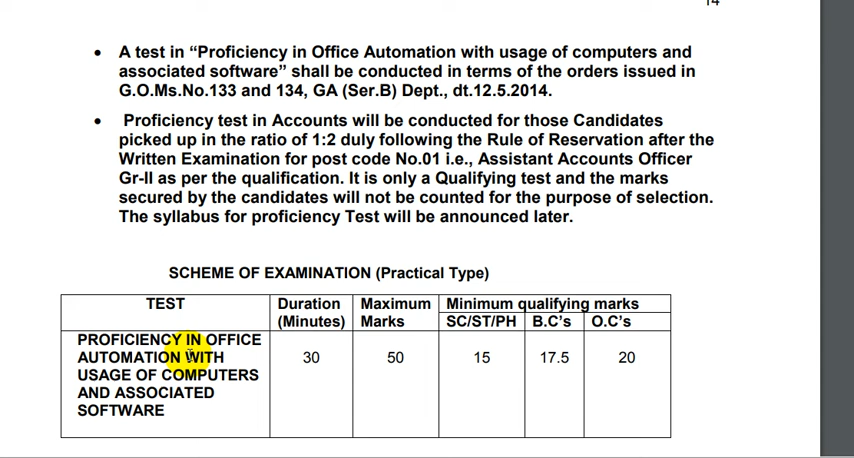 14
• A test in “Proficiency in Office Automation with usage of computers and
associated software” shall be conducted in terms of the orders issued in
G.O.Ms.No.133 and 134, GA (Ser.B) Dept., dt.12.5.2014.
• Proficiency test in Accounts will be conducted for those Candidates
picked up in the ratio of 1:2 duly following the Rule of Reservation after the
Written Examination for post code No.01 i.e., Assistant Accounts Officer
Gr-II as per the qualification. It is only a Qualifying test and the marks
secured by the candidates will not be counted for the purpose of selection.
The syllabus for proficiency Test will be announced later.
SCHEME OF EXAMINATION (Practical Type)
TEST Duration Maximum Minimum qualifying marks
(Minutes) Marks SC/ST/PH B.C’s O.C’s
PROFICIENCY IN OFFICE
AUTOMATION WITH 30 50 15 17.5 20
USAGE OF COMPUTERS
AND ASSOCIATED
SOFTWARE